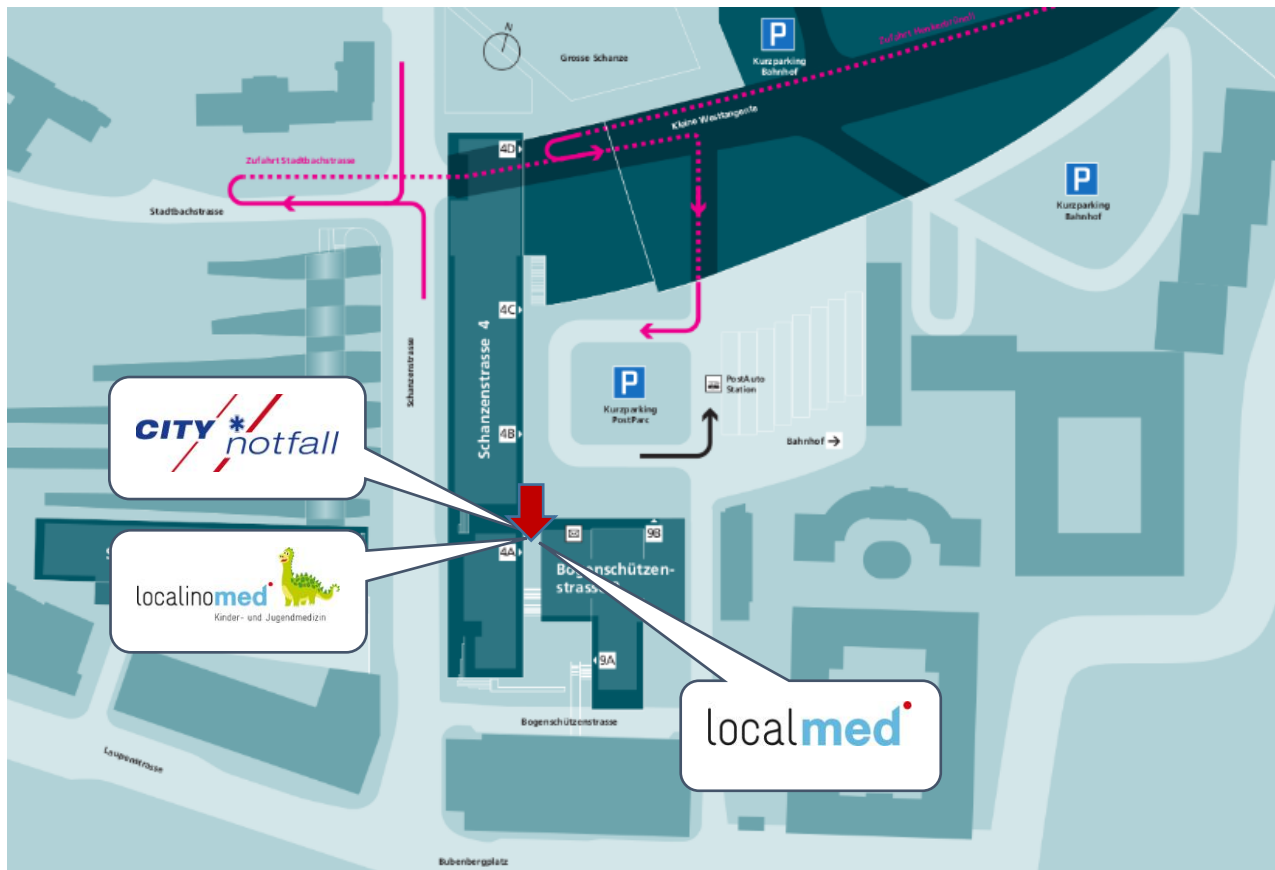 N
Grosse Schanze
P
Kurzparking
Bahnhof
Kleine Westtangente
4D
Zufahrt Stadtbachstrasse
Stadtbachstrasse
P
Kurzparking
Bahnhof
4C
Schanzenstrasse 4
Schanzenstrasse
P
Kurzparking
PostParc
PostAuto
Station
Bahnhof
4B
CITY notfall
4A
9B
Bogenschützen-
localinomed
Kinder- und Jugendmedizin
9A
Bogenschützenstrasse
localmed
Laupenstrasse
Bubenbergplatz